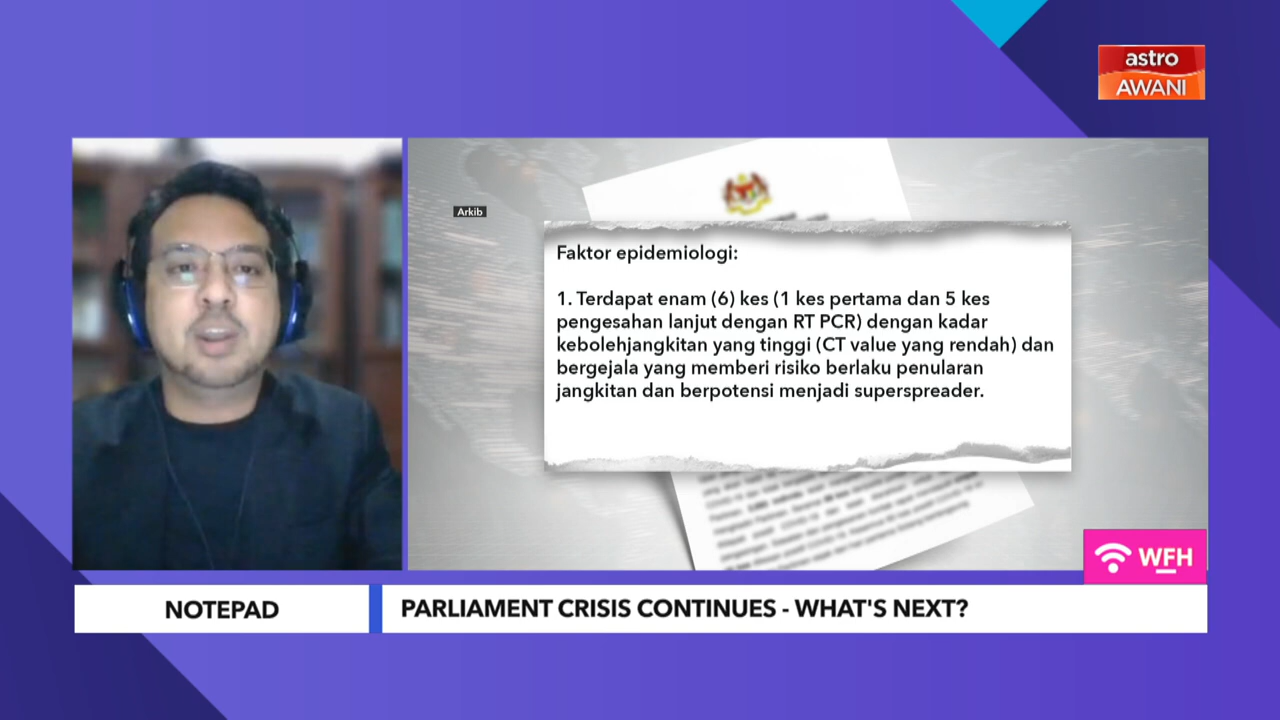 astro
AWANI
Arkib
Faktor epidemiologi:
1. Terdapat enam (6) kes (1 kes pertama dan 5 kes
pengesahan lanjut dengan RT PCR) dengan kadar
kebolehjangkitan yang tinggi (CT value yang rendah) dan
bergejala yang memberi risiko berlaku penularan
jangkitan dan berpotensi menjadi superspreader.
WFH
NOTEPAD
PARLIAMENT CRISIS CONTINUES - WHAT'S NEXT?